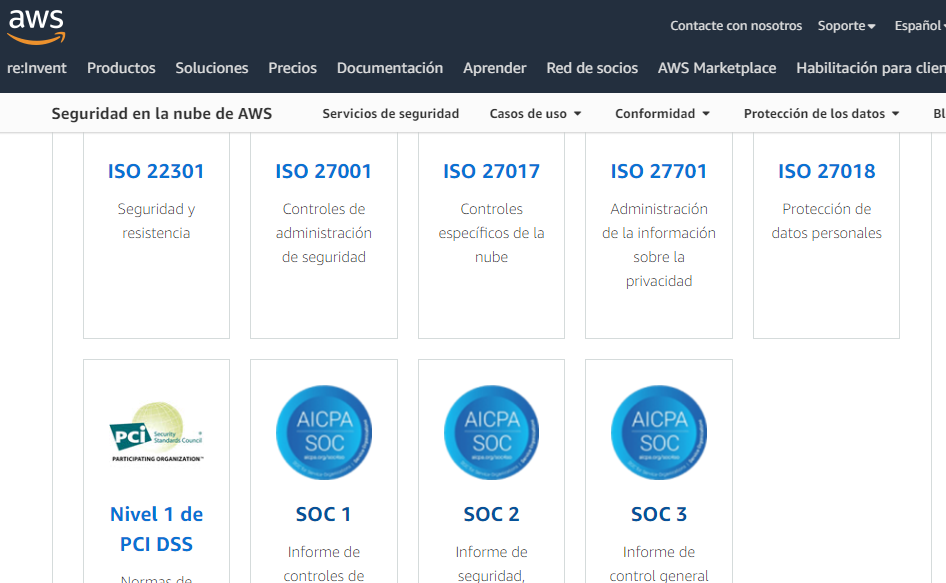 aws
Contacte con nosotros Soporte Español
re:Invent Productos Soluciones Precios Documentación Aprender Red de socios AWS Marketplace Habilitación para
Seguridad en la nube de AWS Servicios de seguridad Casos de uso Conformidad Protección de los datos
ISO 22301
Seguridad y
resistencia
ISO 27001
Controles de
administración
de seguridad
ISO 27017
Controles
específicos de la
nube
ISO 27701
Administración
de la información
sobre la
privacidad
ISO 27018
Protección de
datos personales
PCI
Security
Standards Council
PARTICIPATING ORGANIZATION™
Nivel 1 de
PCI DSS
Normas de
AICPA
SOC
SOC 1
Informe de
controles de
AICPA
SOC
SOC 2
Informe de
seguridad,
AICPA
SOC
SOC 3
Informe de
control general